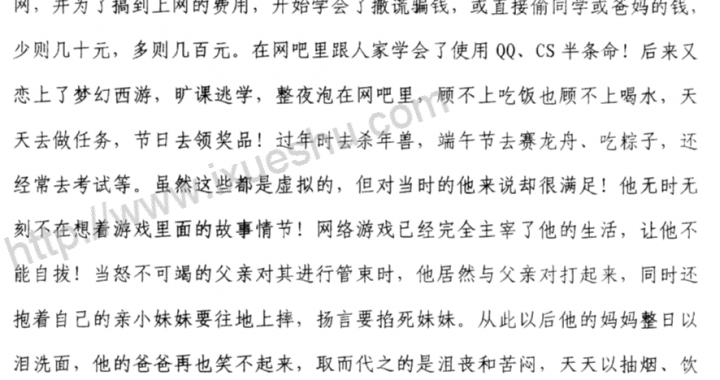 网，并为了搞到上网的费用，开始学会了撒谎骗钱，或直接偷同学或爸妈的钱，
少则几十元，多则几百元。在网吧里跟人家学会了使用 QQ、CS 半条命！后来又
恋上了梦幻西游，旷课逃学，整夜泡在网吧里，顾不上吃饭也顾不上喝水，天
天去做任务，节日去领奖品！过年时去杀年兽，端午节去赛龙舟、吃粽子，还
经常去考试等。虽然这些都是虚拟的，但对当时的他来说却很满足！他无时无
刻不在想着游戏里面的故事情节！网络游戏已经完全主宰了他的生活，让他不
能自拔！当怒不可竭的父亲对其进行管束时，他居然与父亲对打起来，同时还
抱着自己的亲小妹妹要往地上摔，扬言要掐死妹妹。从此以后他的妈妈整日以
泪洗面，他的爸爸再也笑不起来，取而代之的是沮丧和苦闷，天天以抽烟、饮
http://www.ixueshu.com